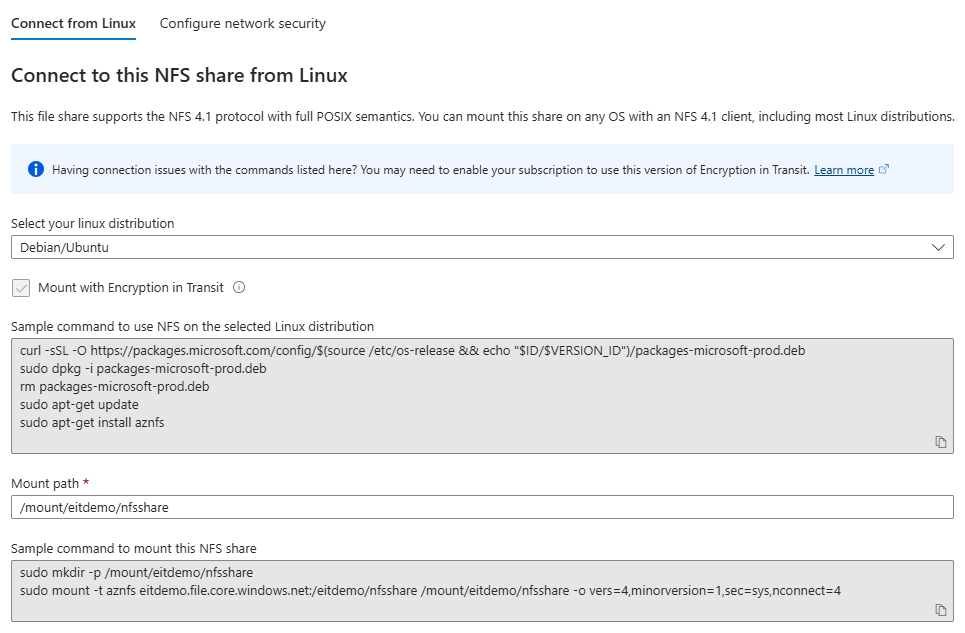 Connect from Linux Configure network security
Connect to this NFS share from Linux
This file share supports the NFS 4.1 protocol with full POSIX semantics. You can mount this share on any OS with an NFS 4.1 client, including most Linux distributions.
Having connection issues with the commands listed here? You may need to enable your subscription to use this version of Encryption in Transit. Learn more
Select your linux distribution
Debian/Ubuntu
Mount with Encryption in Transit
Sample command to use NFS on the selected Linux distribution
curl -sSL -O https://packages.microsoft.com/config/$(source /etc/os-release && echo "$ID/$VERSION_ID")/packages-microsoft-prod.deb
sudo dpkg -i packages-microsoft-prod.deb
rm packages-microsoft-prod.deb
sudo apt-get update
sudo apt-get install aznfs
Mount path *
/mount/eitdemo/nfsshare
Sample command to mount this NFS share
sudo mkdir -p /mount/eitdemo/nfsshare
sudo mount -t aznfs eitdemo.file.core.windows.net:/eitdemo/nfsshare /mount/eitdemo/nfsshare -o vers=4,minorversion=1,sec=sys,nconnect=4